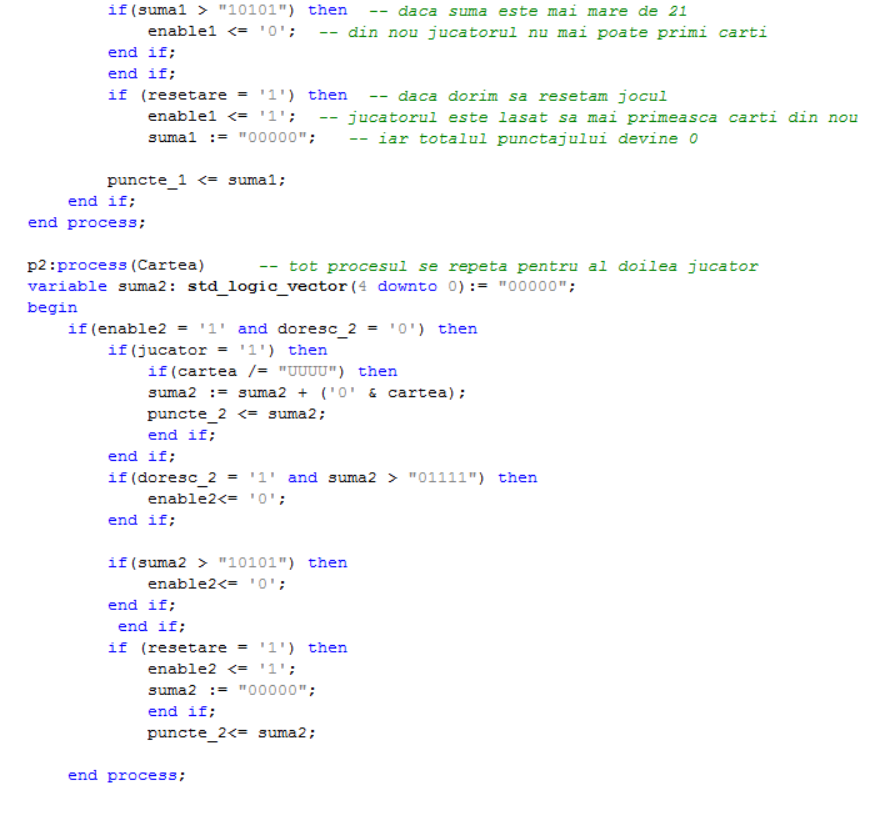 if(suma1 > "10101") then  -- daca suma este mai mare de 21
enable1 <= '0';  -- din nou jucatorul nu mai poate primi carti
end if;
end if;
if (resetare = '1') then  -- daca dorim sa resetam jocul
enable1 <= '1';  -- jucatorul este lasat sa mai primeasca carti din nou
suma1 := "00000";   -- iar totalul punctajului devine 0
puncte_1 <= suma1;
end if;
end process;
p2:process(Cartea)     -- tot procesul se repeta pentru al doilea jucator
variable suma2: std_logic_vector(4 downto 0):= "00000";
begin
if(enable2 = '1' and doresc_2 = '0') then
if(jucator = '1') then
if(cartea /= "UUUU") then
suma2 := suma2 + ('0' & cartea);
puncte_2 <= suma2;
end if;
end if;
if(doresc_2 = '1' and suma2 > "01111") then
enable2<= '0';
end if;
if(suma2 > "10101") then
enable2<= '0';
end if;
end if;
if (resetare = '1') then
enable2 <= '1';
suma2 := "00000";
end if;
puncte_2<= suma2;
end process;